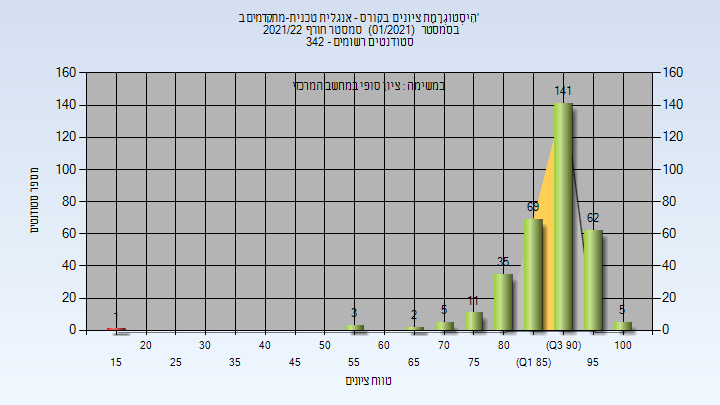 'הִיסְטוֹגְרַמַת ציונים בקורס - אנגלית טכנית-מתקדמים ב
בסמסטר (01/2021) סמסטר חורף 2021/22
סטודנטים רשומים - 342
במשימה : ציון סופי במחשב המרכזי
מספר סטודנטים
160 160
140 140
120 120
100 100
80 80
60 60
40 40
20 20
0 0
1 3 2 5 11 35 69 141 62 5
20 30 40 50 60 70 80 (Q3 90) 100
15 25 35 45 55 65 75 (Q1 85) 95
טווח ציונים